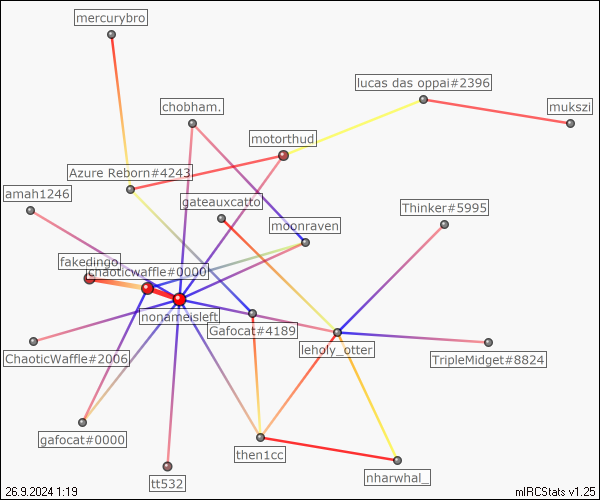 mercurybro
lucas das oppai#2396
chobham.
mukszi
motorthud
Azure Reborn#4243
amah1246
gateauxcatto
Thinker#5995
moonraven
fakedingo
chaoticwaffle#0000
nonameisleft
Gafocat#4189
leholy_otter
ChaoticWaffle#2006
TripleMidget#8824
gafocat#0000
then1cc
nharwhal_
tt532
26.9.2024 1:19
mIRCStats v1.25